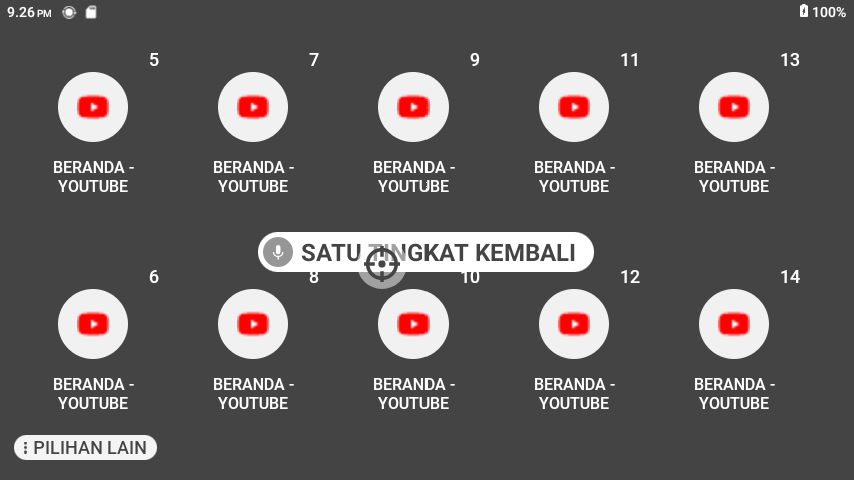 9.26 PM
100%
5
7
9
11
13
BERANDA -
YOUTUBE
BERANDA -
YOUTUBE
BERANDA -
YOUTUBE
BERANDA -
YOUTUBE
BERANDA -
YOUTUBE
SATU TINGKAT KEMBALI
6
8
10
12
14
BERANDA -
YOUTUBE
BERANDA -
YOUTUBE
BERANDA -
YOUTUBE
BERANDA -
YOUTUBE
BERANDA -
YOUTUBE
PILIHAN LAIN